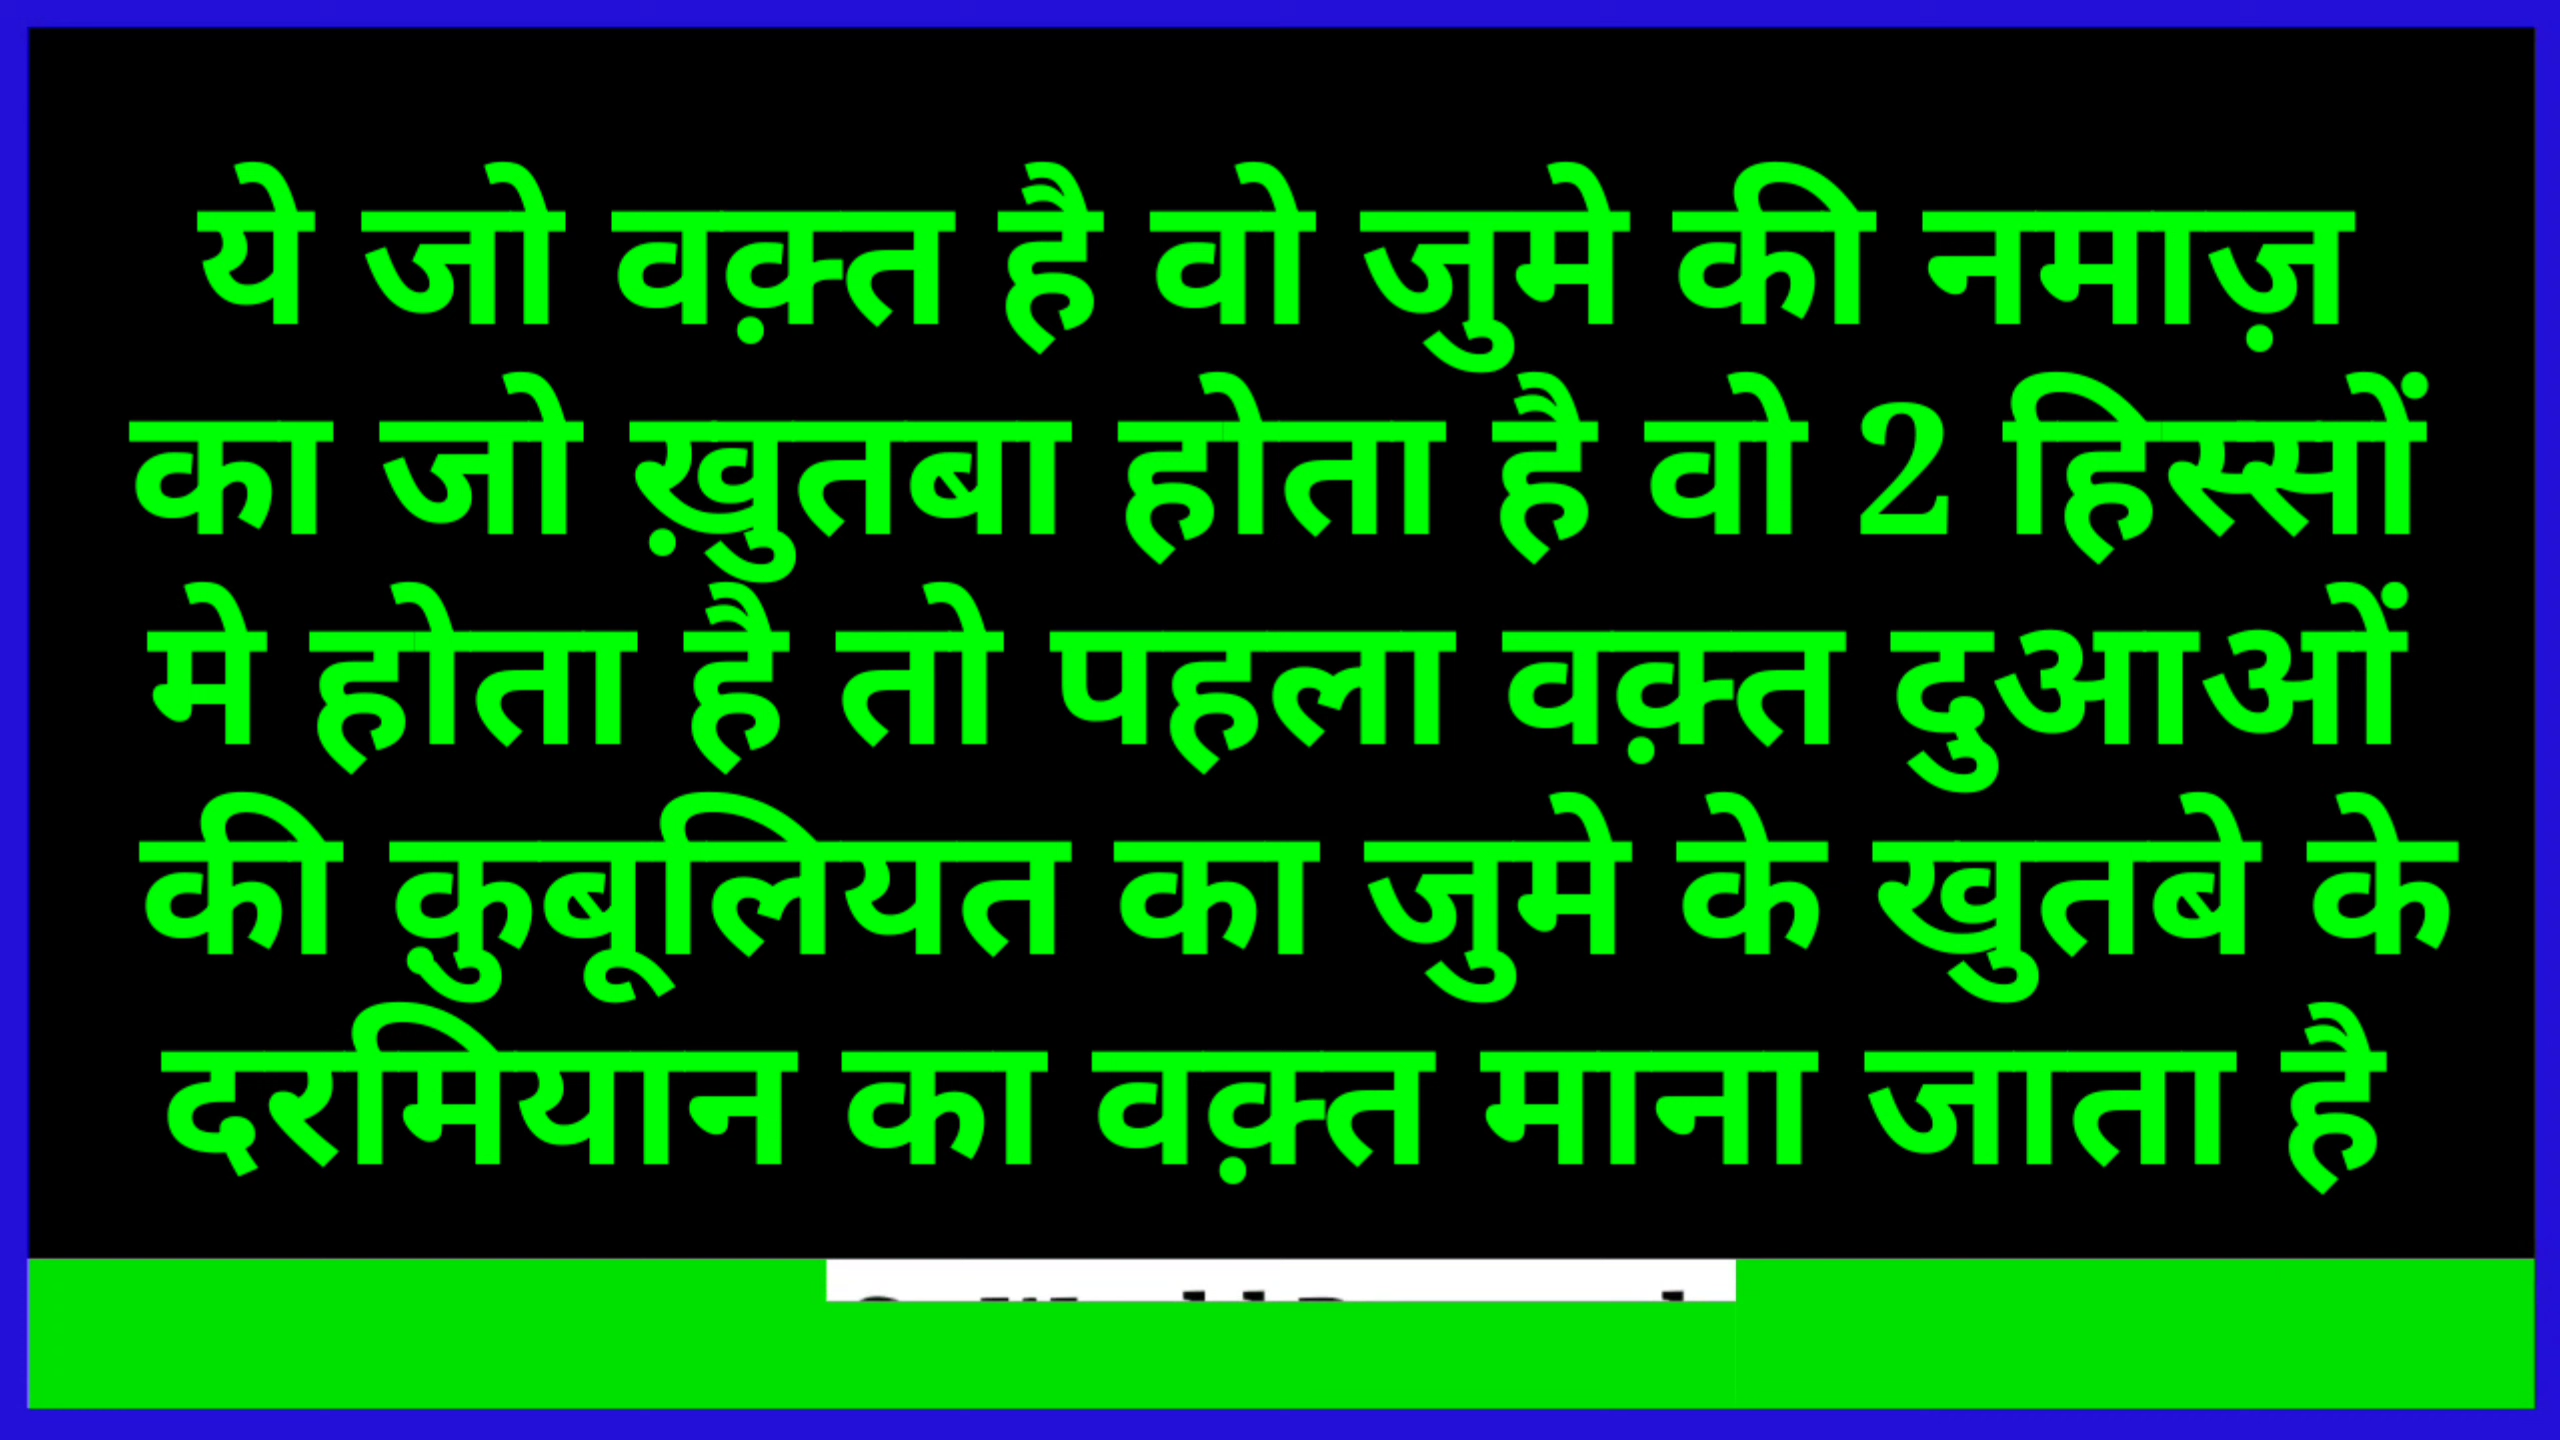 ये जो वक़्त है वो जुमे की नमाज़
का जो ख़ुतबा होता है वो 2 हिस्सों
मे होता है तो पहला वक़्त दुआओं
की क़ुबूलियत का जुमे के खुतबे के
दरमियान का वक़्त माना जाता है